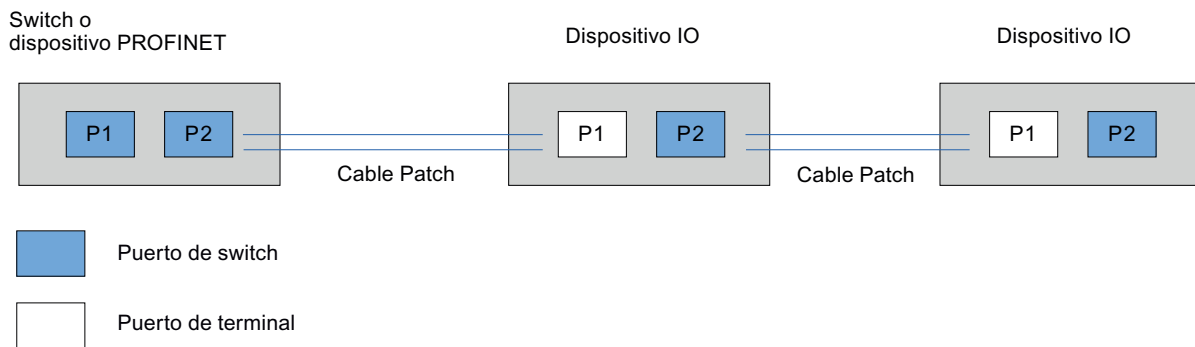 Switch o
dispositivo PROFINET
Dispositivo IO
Dispositivo IO
P1
P2
P1
P2
P1
P2
Cable Patch
Cable Patch
Puerto de switch
Puerto de terminal